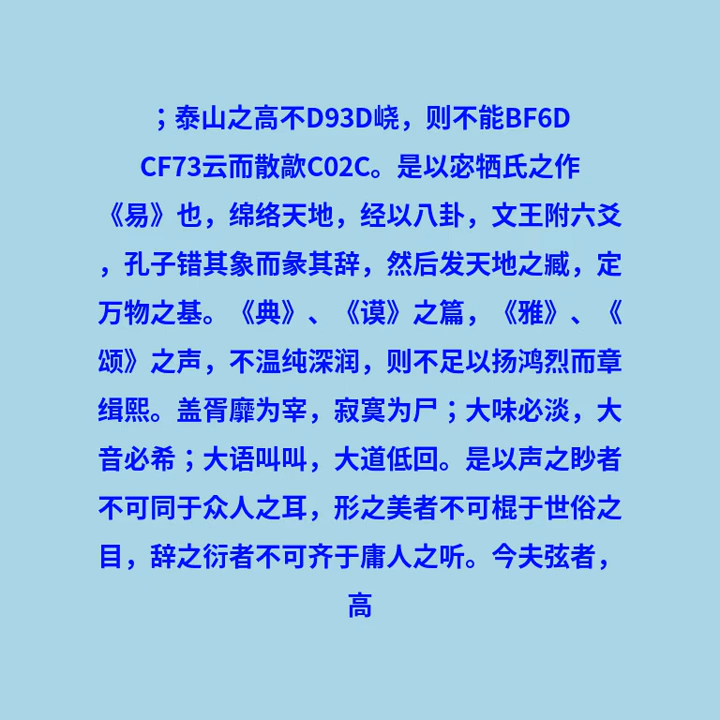 ；泰山之高不D93D峣，则不能BF6D
CF73云而散歊C02C。是以宓牺氏之作
《易》也，绵络天地，经以八卦，文王附六爻
，孔子错其象而彖其辞，然后发天地之臧，定
万物之基。《典》、《谟》之篇，《雅》、《
颂》之声，不温纯深润，则不足以扬鸿烈而章
缉熙。盖胥靡为宰，寂寞为尸；大味必淡，大
音必希；大语叫叫，大道低回。是以声之眇者
不可同于众人之耳，形之美者不可棍于世俗之
目，辞之衍者不可齐于庸人之听。今夫弦者，
高